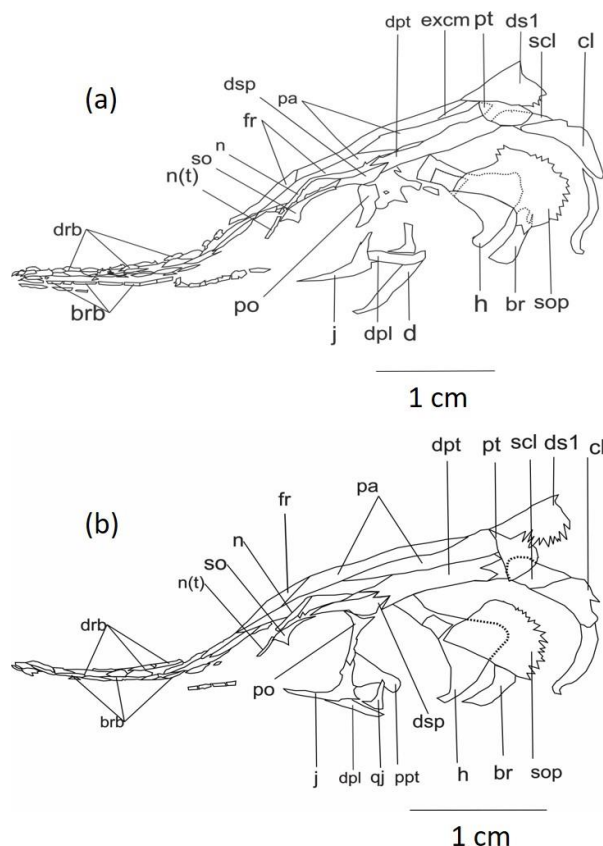 (a)
dpt excm pt ds1 scl cl
dsp
pa
fr
n
so
n(t)
drb
brb
po
j dpl d
h br sop
1 cm
(b)
dpt pt scl ds1 cl
pa
fr
n
so
n(t)
drb
brb
po
j dpl qj ppt dsp
h br sop
1 cm